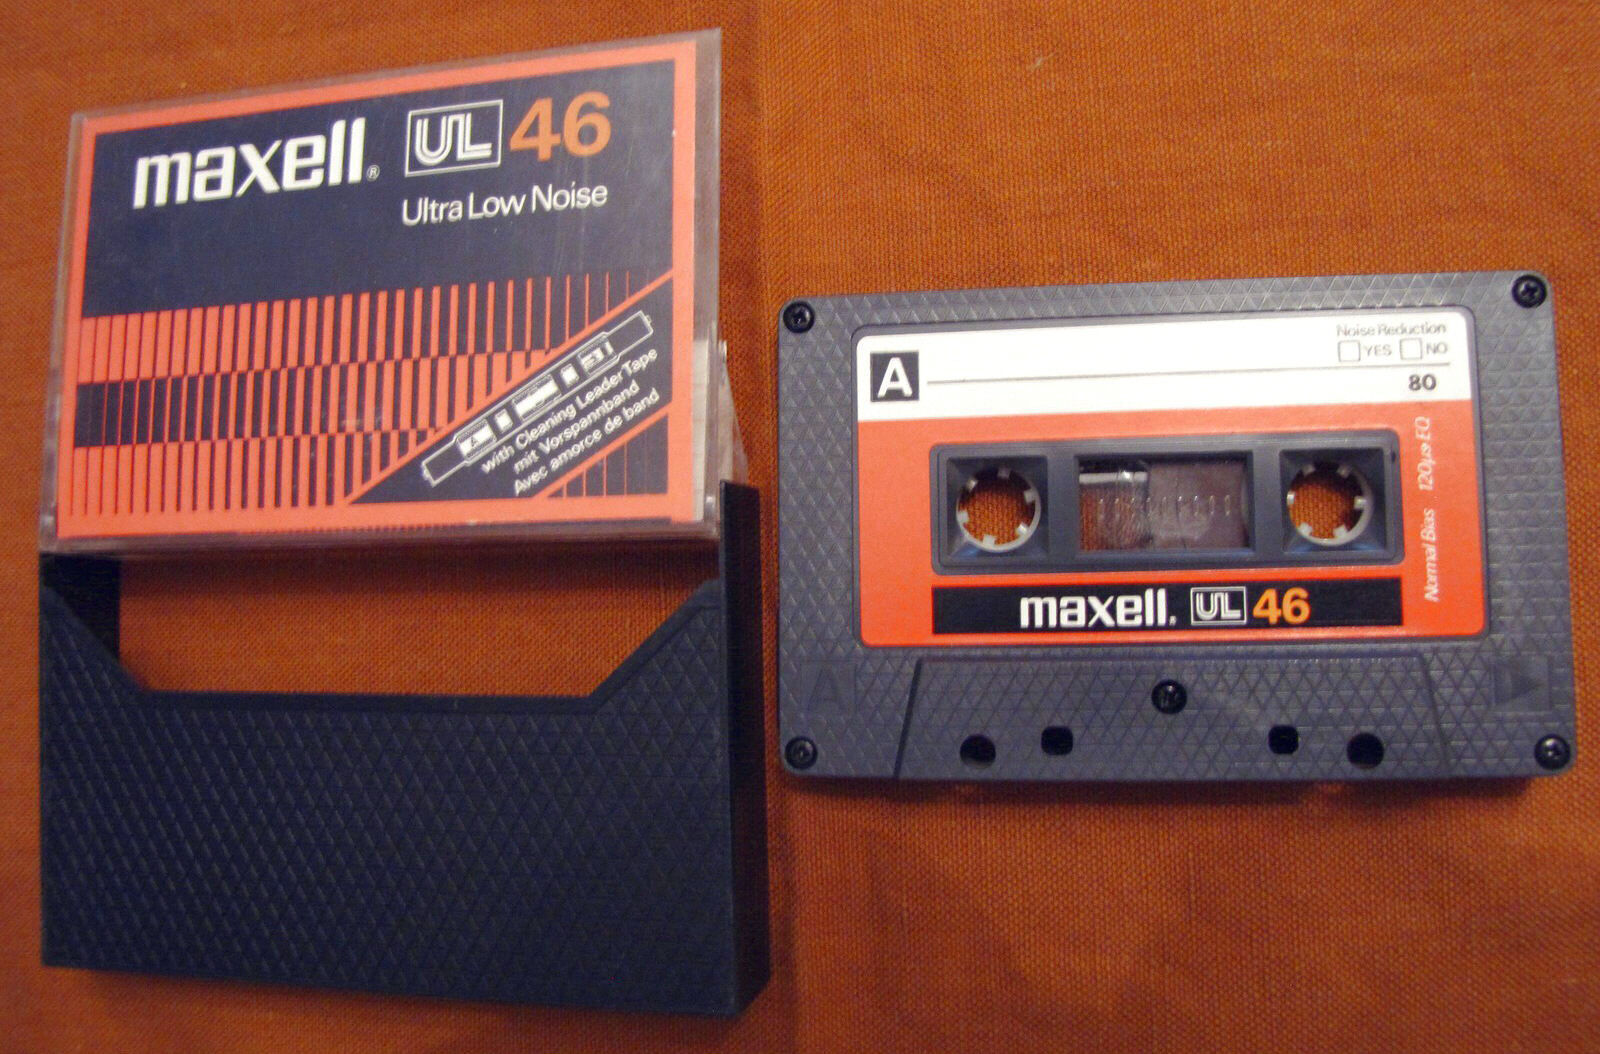 maxell® UL 46
Ultra Low Noise
A
with Cleaning Leader Tape
mit Vorspannband
Avec amorce de band
A
Noise Reduction
YES NO
80
Normal Bias 120µs EQ
maxell® UL 46
A